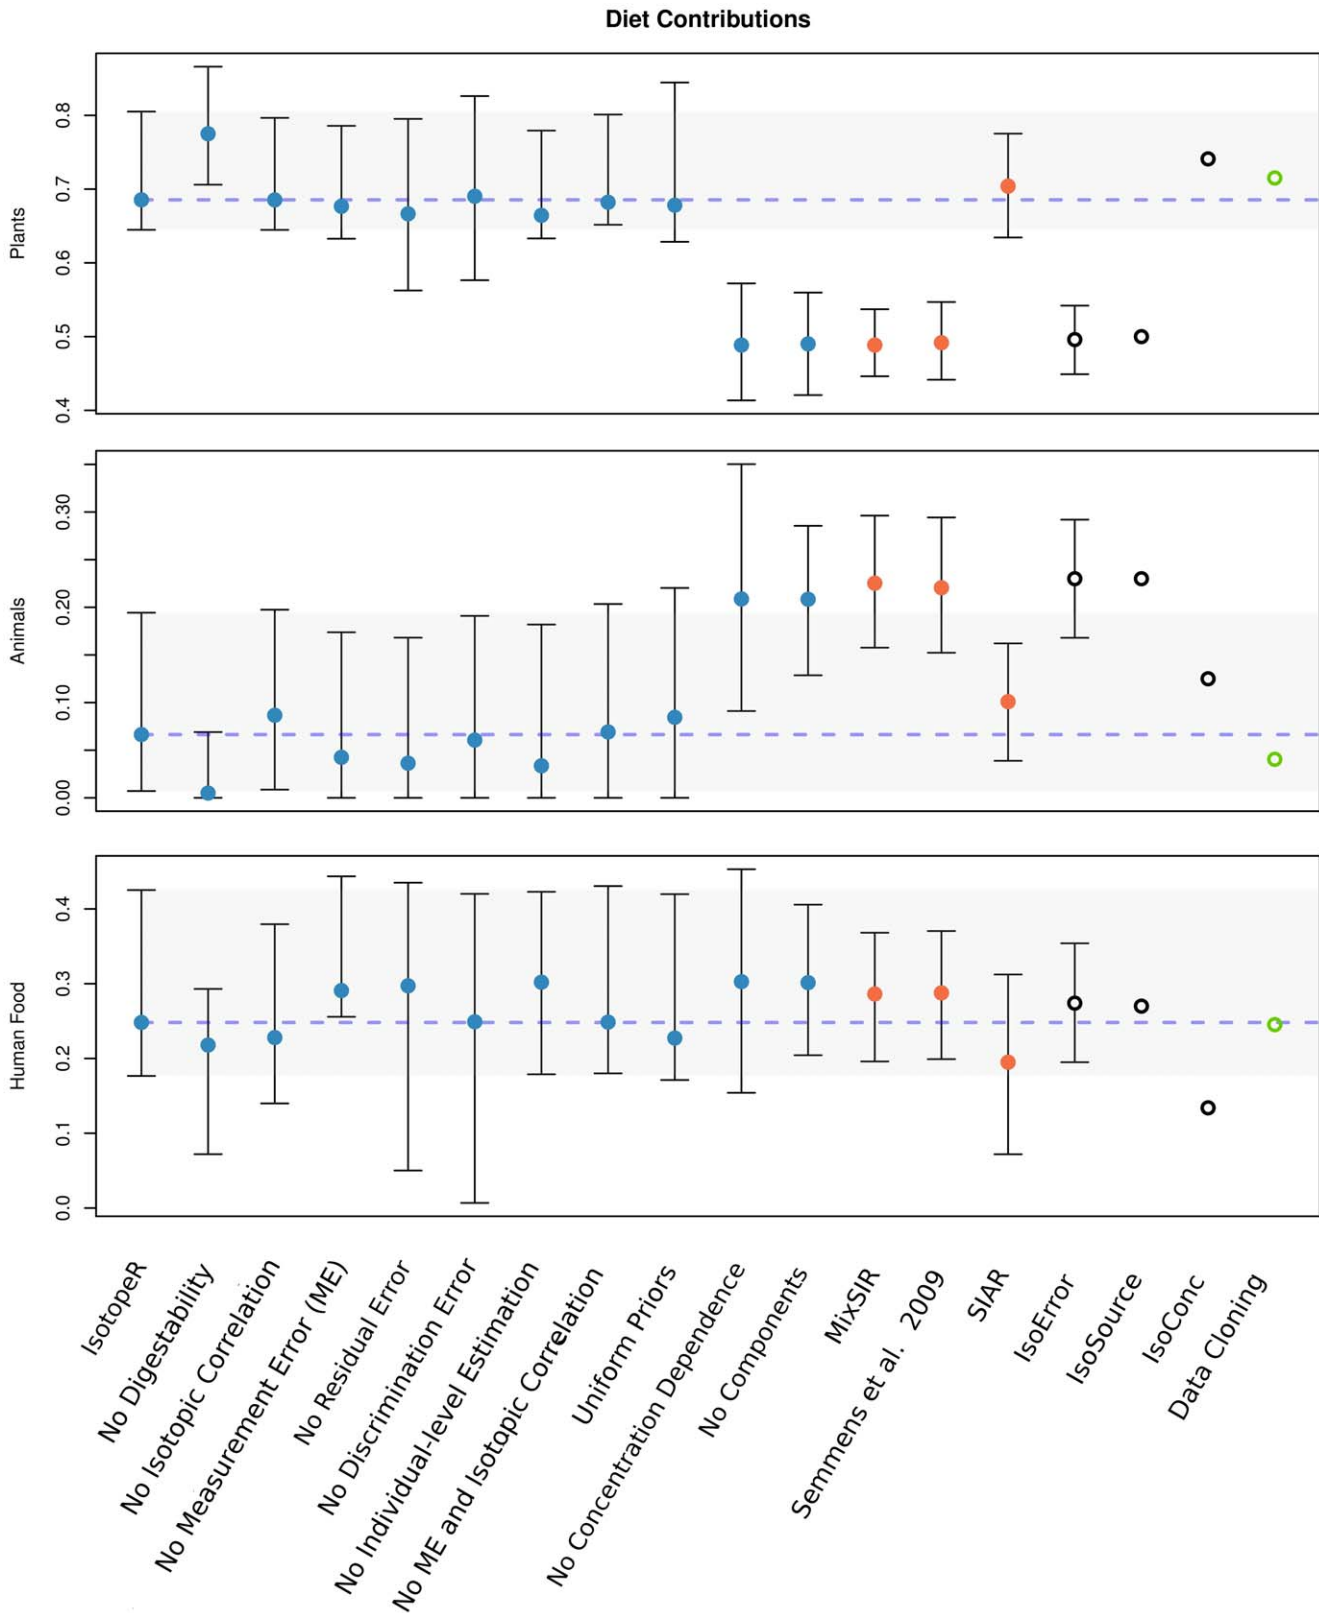 Diet Contributions
Plants
0.8
0.7
0.6
0.5
0.4
Animals
0.30
0.20
0.10
0.00
Human Food
0.4
0.3
0.2
0.1
0.0
IsotopeR
No Digestability
No Isotopic Correlation
No Measurement Error (ME)
No Residual Error
No Discrimination Error
No Individual-level Estimation
No ME and Isotopic Correlation
Uniform Priors
No Concentration Dependence
No Components
MixSIR
Semmens et al. 2009
SIAR
IsoError
IsoSource
IsoConc
Data Cloning